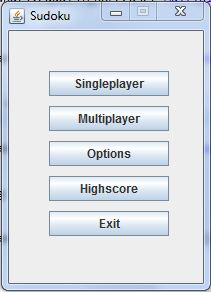 Sudoku
Singleplayer
Multiplayer
Options
Highscore
Exit